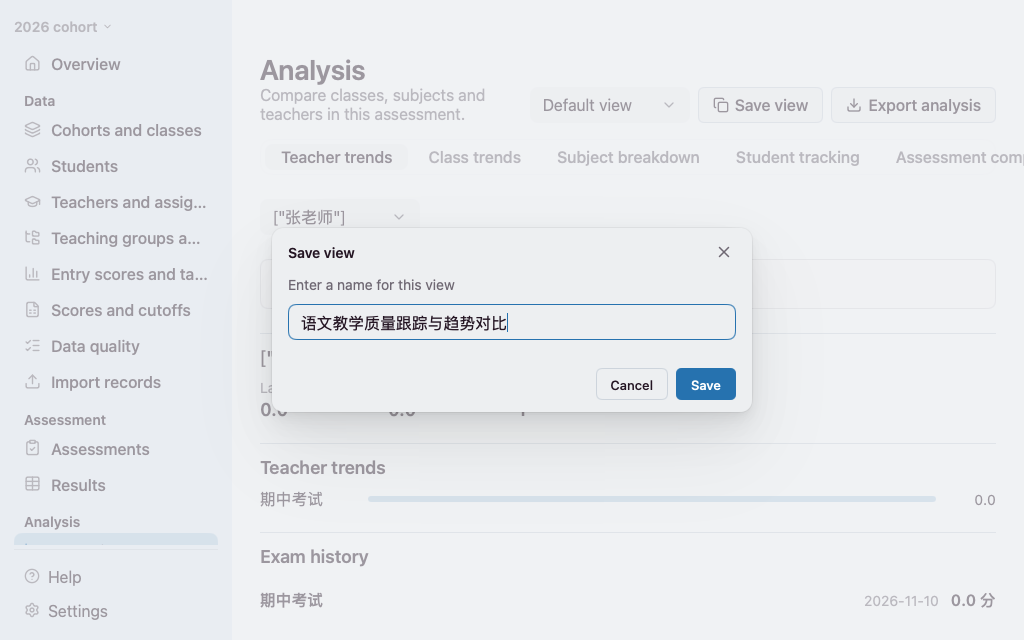 2026 cohort
Overview
Data
Cohorts and classes
Students
Teachers and assig...
Teaching groups a...
Entry scores and ta...
Scores and cutoffs
Data quality
Import records
Assessment
Assessments
Results
Analysis
Help
Settings
Analysis
Compare classes, subjects and
teachers in this assessment.
Default view
Save view
Export analysis
Teacher trends
Class trends
Subject breakdown
Student tracking
Assessment com
["张老师"]
Save view
Enter a name for this view
语文教学质量跟踪与趋势对比
Cancel
Save
Teacher trends
期中考试
0.0
Exam history
期中考试
2026-11-10
0.0 分